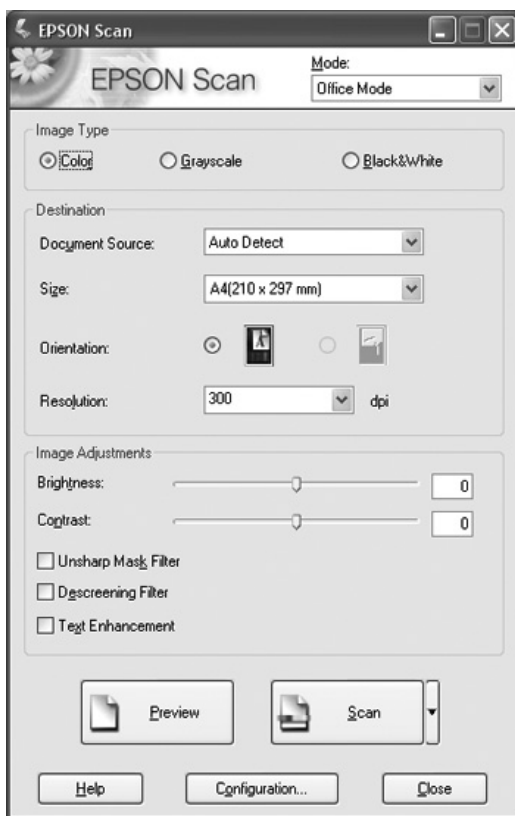 EPSON Scan
EPSON Scan
Mode:
Office Mode
Image Type
Color
Grayscale
Black&White
Destination
Document Source:
Auto Detect
Size:
A4(210 x 297 mm)
Orientation:
Resolution:
300
dpi
Image Adjustments
Brightness:
0
Contrast:
0
Unsharp Mask Filter
Descreening Filter
Text Enhancement
Preview
Scan
Help
Configuration...
Close